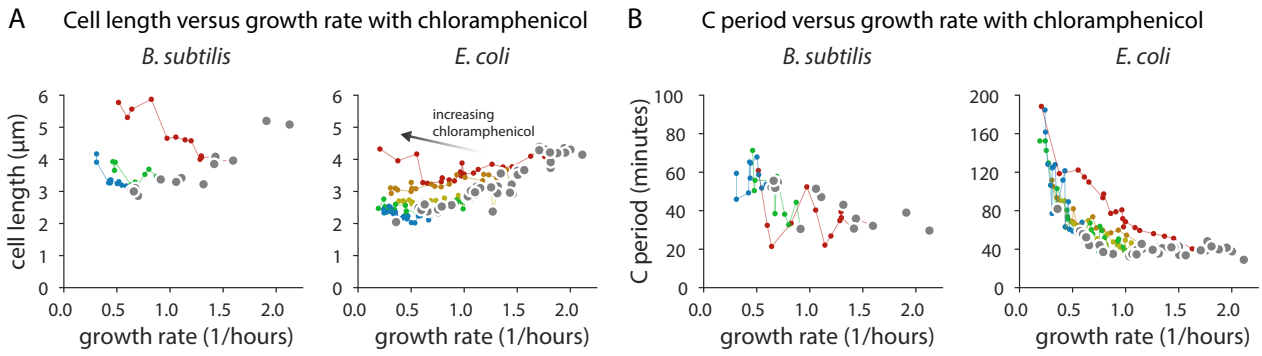 A Cell length versus growth rate with chloramphenicol
B. subtilis
E. coli
6
5
4
3
2
1
0
cell length (μm)
0.0 0.5 1.0 1.5 2.0
growth rate (1/hours)
6
5
4
3
2
1
0
increasing
chloramphenicol
0.0 0.5 1.0 1.5 2.0
growth rate (1/hours)
B C period versus growth rate with chloramphenicol
B. subtilis
E. coli
100
80
60
40
20
0
C period (minutes)
0.0 0.5 1.0 1.5 2.0
growth rate (1/hours)
200
160
120
80
40
0
0.0 0.5 1.0 1.5 2.0
growth rate (1/hours)